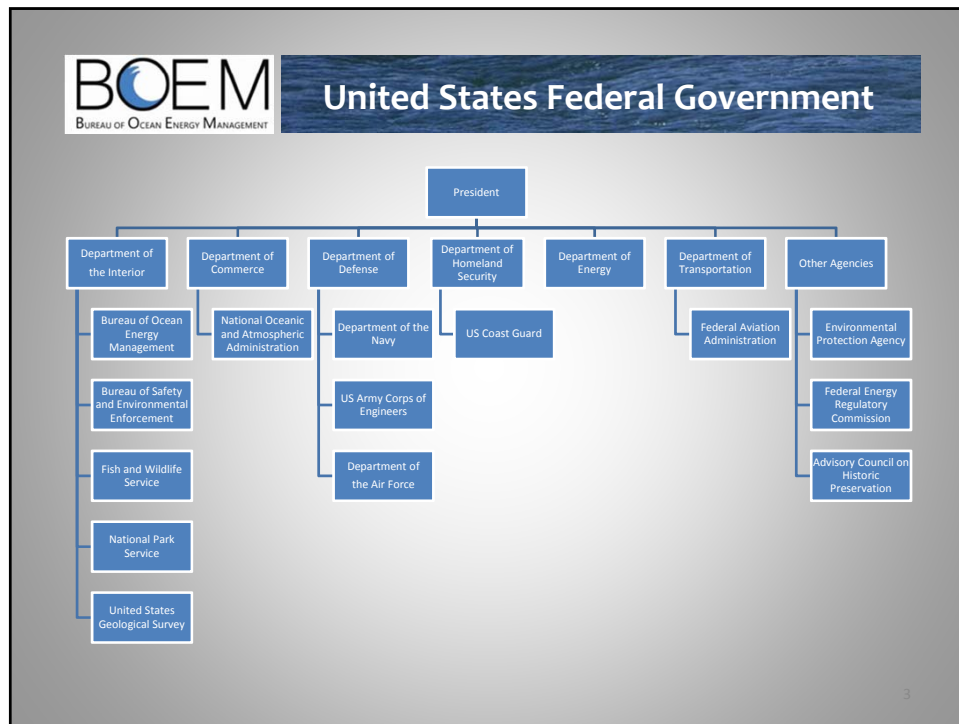 BOEM
BUREAU OF OCEAN ENERGY MANAGEMENT
United States Federal Government
President
Department of
the Interior
Department of
Commerce
Department of
Defense
Department of
Homeland
Security
Department of
Energy
Department of
Transportation
Other Agencies
Bureau of Ocean
Energy
Management
National Oceanic
and Atmospheric
Administration
Department of the
Navy
US Coast Guard
Federal Aviation
Administration
Environmental
Protection Agency
Bureau of Safety
and Environmental
Enforcement
US Army Corps of
Engineers
Federal Energy
Regulatory
Commission
Fish and Wildlife
Service
Department of
the Air Force
Advisory Council on
Historic
Preservation
National Park
Service
United States
Geological Survey
3